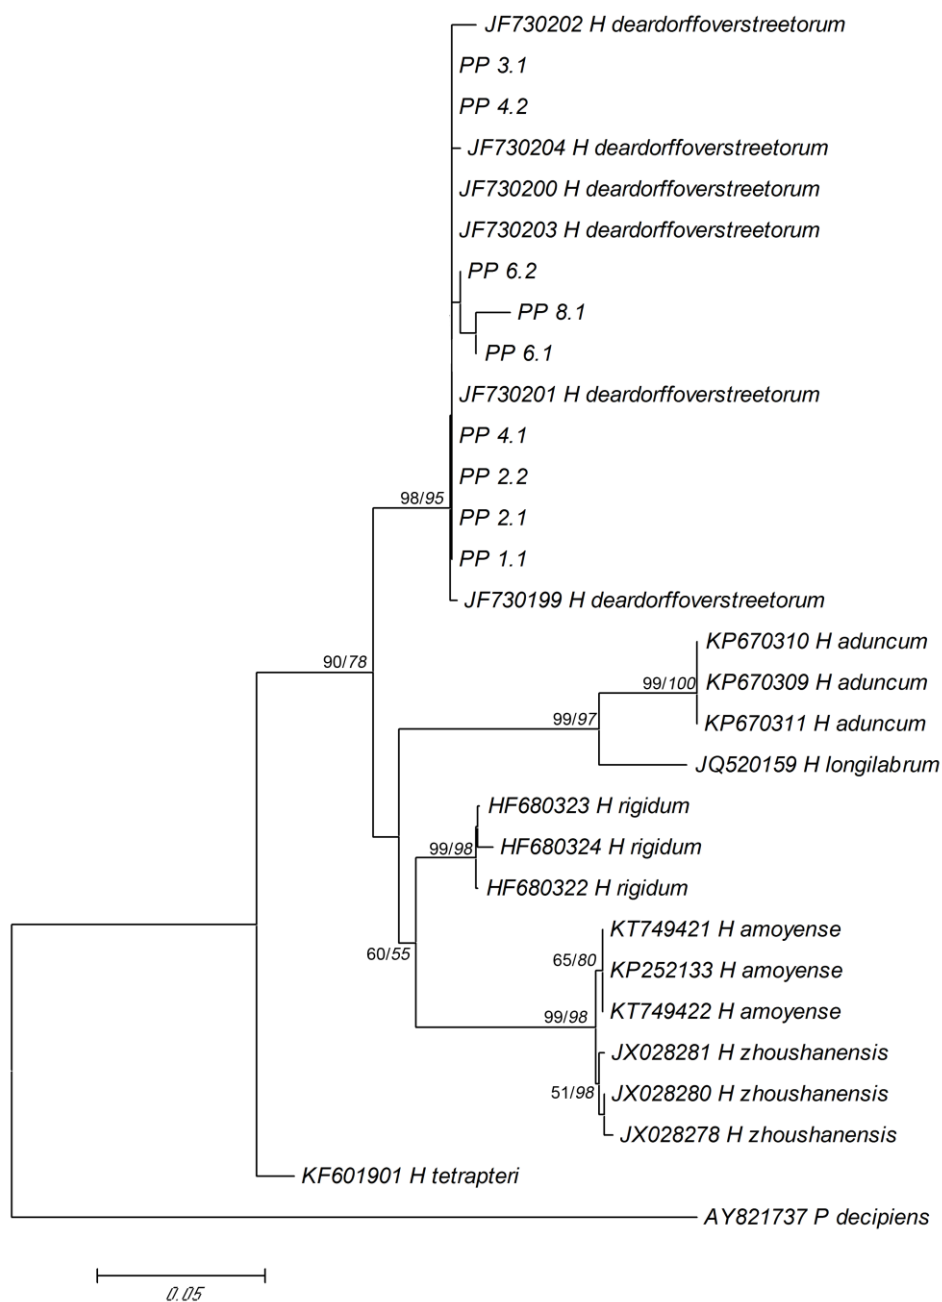 JF730202 H deardorffoverstreetorum
PP 3.1
PP 4.2
JF730204 H deardorffoverstreetorum
JF730200 H deardorffoverstreetorum
JF730203 H deardorffoverstreetorum
PP 6.2
PP 8.1
PP 6.1
JF730201 H deardorffoverstreetorum
PP 4.1
PP 2.2
98/95
PP 2.1
PP 1.1
JF730199 H deardorffoverstreetorum
KP670310 H aduncum
90/78
99/100
KP670309 H aduncum
99/97
KP670311 H aduncum
JQ520159 H longilabrum
HF680323 H rigidum
99/98
HF680324 H rigidum
HF680322 H rigidum
KT749421 H amoyense
60/55
65/80
KP252133 H amoyense
KT749422 H amoyense
99/98
JX028281 H zhoushanensis
51/98
JX028280 H zhoushanensis
JX028278 H zhoushanensis
KF601901 H tetrapteri
AY821737 P decipiens
0.05